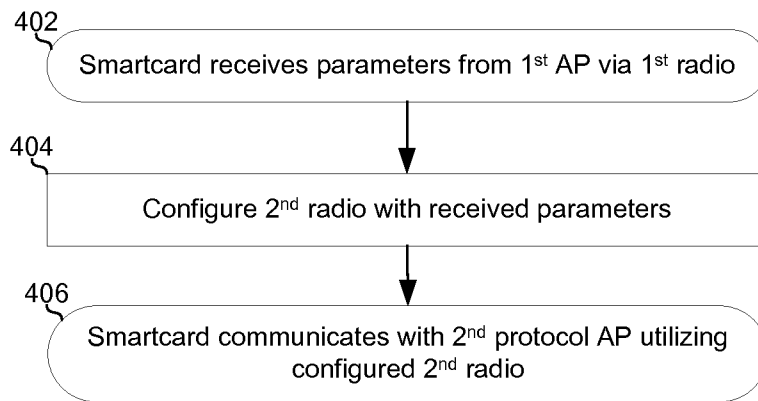 402
Smartcard receives parameters from 1st AP via 1st radio
404
Configure 2nd radio with received parameters
406
Smartcard communicates with 2nd protocol AP utilizing
configured 2nd radio